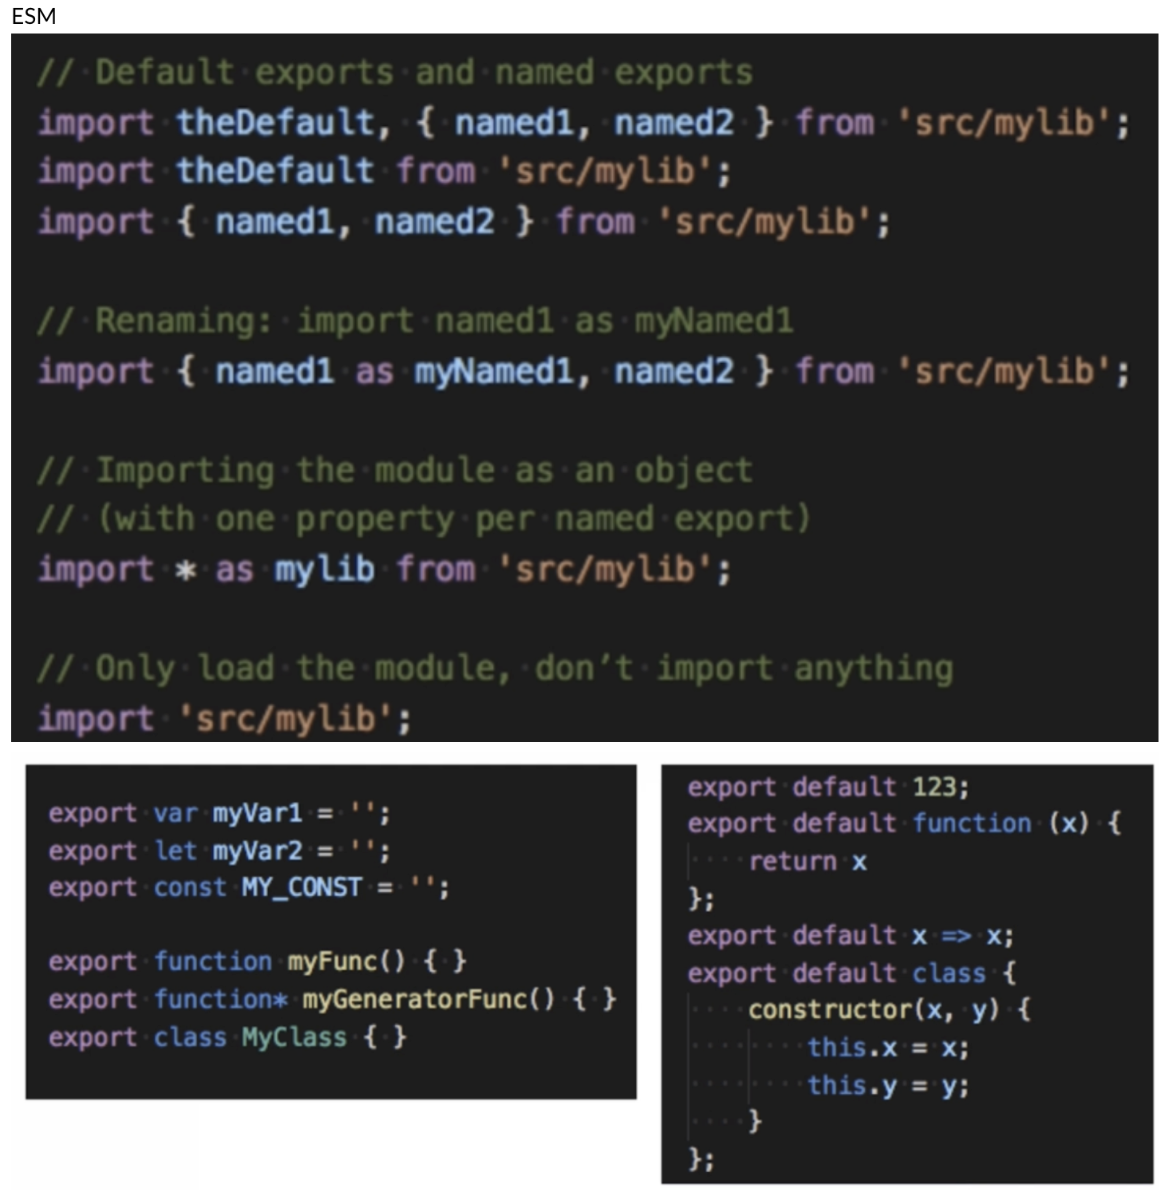 ESM
// Default exports and named exports
import theDefault, { named1, named2 } from 'src/mylib';
import theDefault from 'src/mylib';
import { named1, named2 } from 'src/mylib';
// Renaming: import named1 as myNamed1
import { named1 as myNamed1, named2 } from 'src/mylib';
// Importing the module as an object
// (with one property per named export)
import * as mylib from 'src/mylib';
// Only load the module, don’t import anything
import 'src/mylib';
export var myVar1 = '';
export let myVar2 = '';
export const MY_CONST = '';
export function myFunc() { }
export function* myGeneratorFunc() { }
export class MyClass { }
export default 123;
export default function (x) {
    return x
};
export default x => x;
export default class {
    constructor(x, y) {
        this.x = x;
        this.y = y;
    }
};